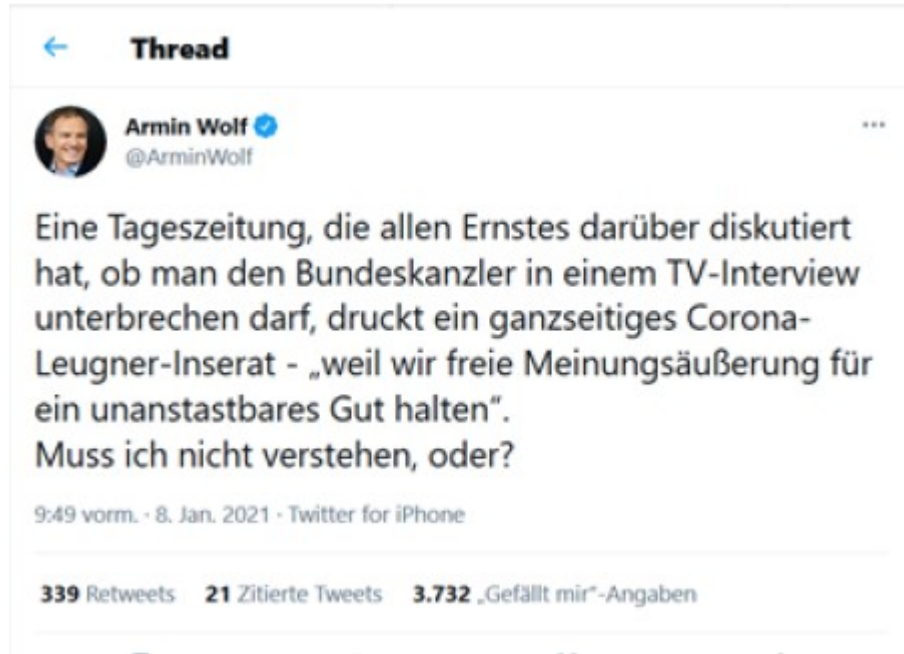 Thread
Armin Wolf
@ArminWolf
Eine Tageszeitung, die allen Ernstes darüber diskutiert
hat, ob man den Bundeskanzler in einem TV-Interview
unterbrechen darf, druckt ein ganzseitiges Corona-
Leugner-Inserat - „weil wir freie Meinungsäußerung für
ein unanstastbares Gut halten“.
Muss ich nicht verstehen, oder?
9:49 vorm. · 8. Jan. 2021 · Twitter for iPhone
339 Retweets 21 Zitierte Tweets 3.732 „Gefällt mir“-Angaben